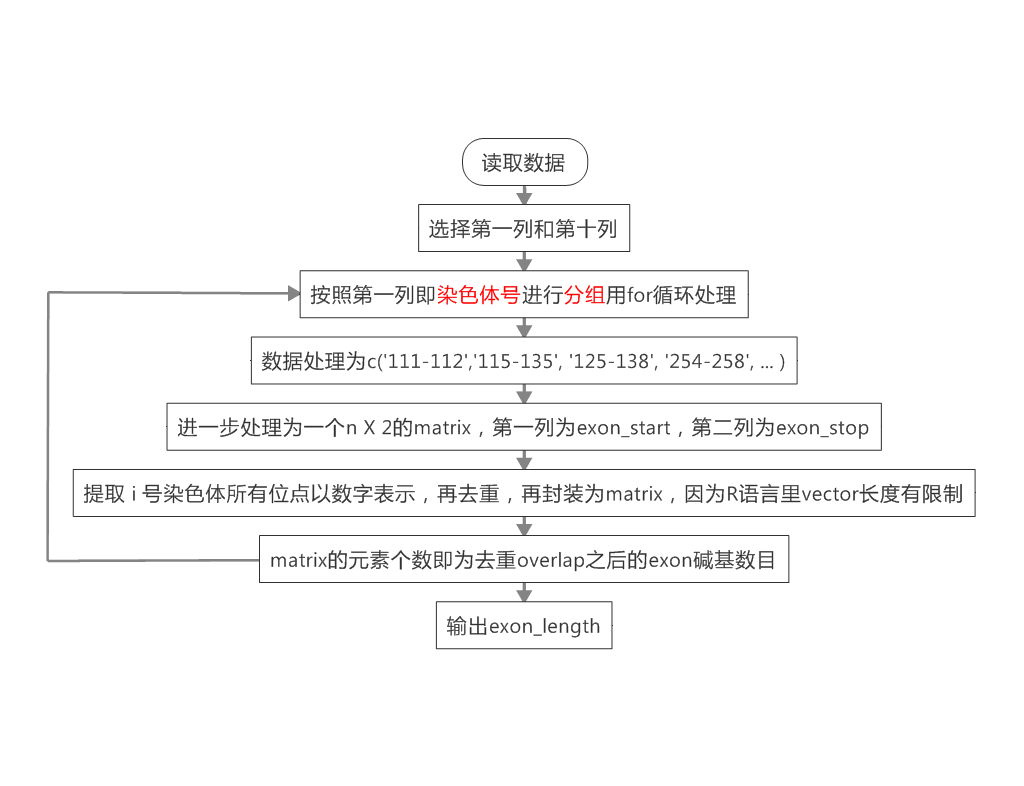 读取数据
选择第一列和第十列
按照第一列即染色体号进行分组用for循环处理
数据处理为c('111-112','115-135', '125-138', '254-258', ... )
进一步处理为一个n X 2的matrix，第一列为exon_start，第二列为exon_stop
提取 i 号染色体所有位点以数字表示，再去重，再封装为matrix，因为R语言里vector长度有限制
matrix的元素个数即为去重overlap之后的exon碱基数目
输出exon_length